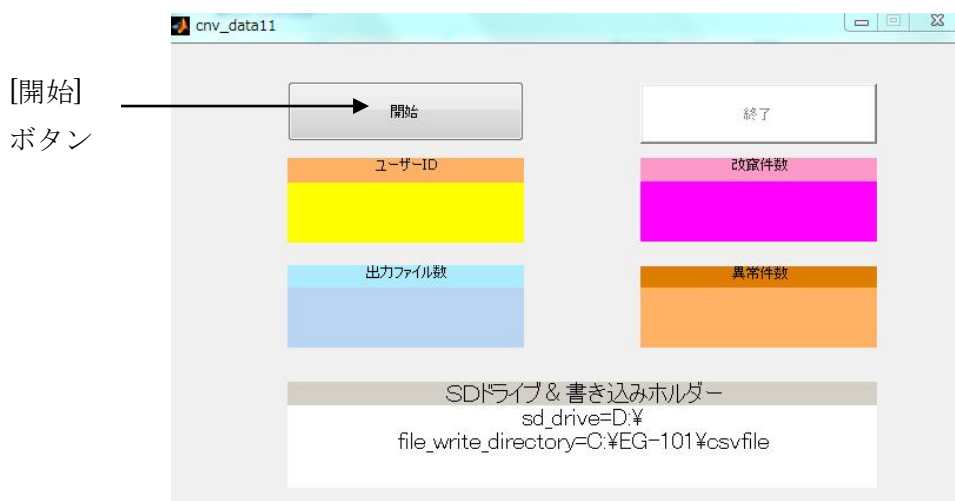 cnv_data11
[開始]
ボタン
開始
終了
ユーザーID
改竄件数
出力ファイル数
異常件数
SDドライブ & 書き込みホルダー
sd_drive=D:¥
file_write_directory=C:¥EG-101¥csvfile